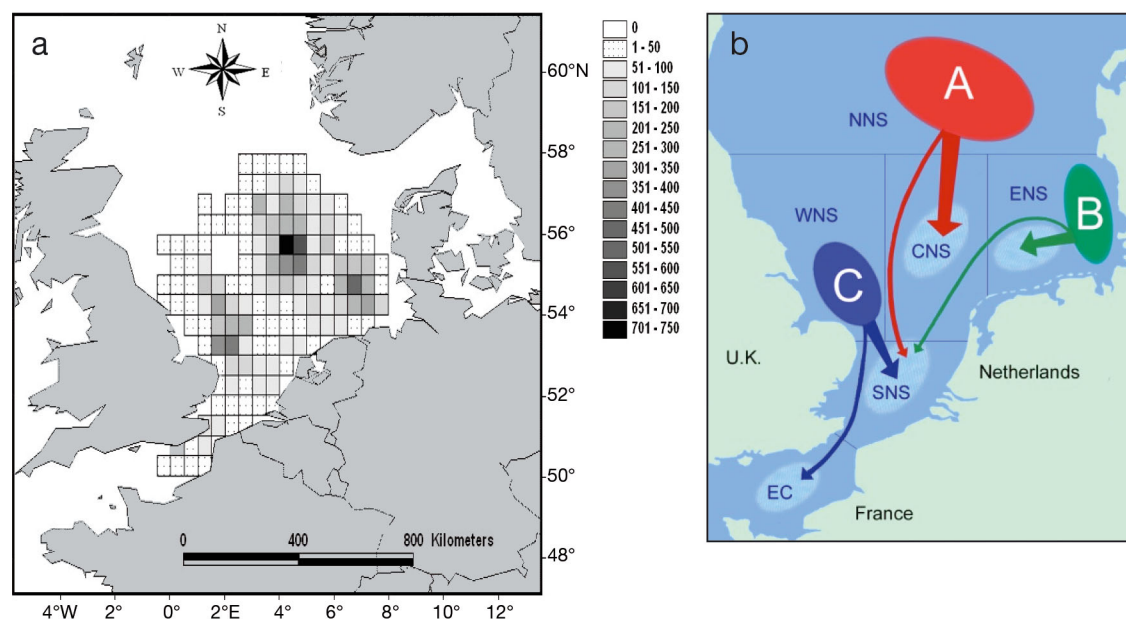 a
N
W
E
S
60°N
58°
56°
54°
52°
50°
48°
0
400
800 Kilometers
4°W
2°
0°
2°E
4°
6°
8°
10°
12°
0
1 - 50
51 - 100
101 - 150
151 - 200
201 - 250
251 - 300
301 - 350
351 - 400
401 - 450
451 - 500
501 - 550
551 - 600
601 - 650
651 - 700
701 - 750
b
A
NNS
ENS
B
WNS
CNS
C
U.K.
Netherlands
SNS
EC
France